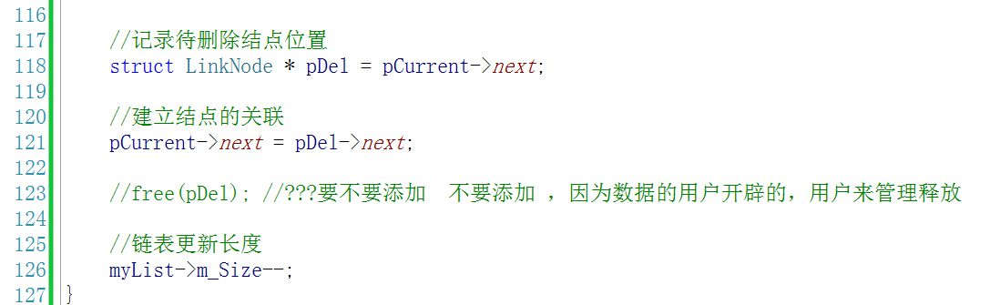 116
117 //记录待删除结点位置
118 struct LinkNode * pDel = pCurrent->next;
119
120 //建立结点的关联
121 pCurrent->next = pDel->next;
122
123 //free(pDel); //???要不要添加  不要添加 ，因为数据的用户开辟的，用户来管理释放
124
125 //链表更新长度
126 myList->m_Size--;
127 }